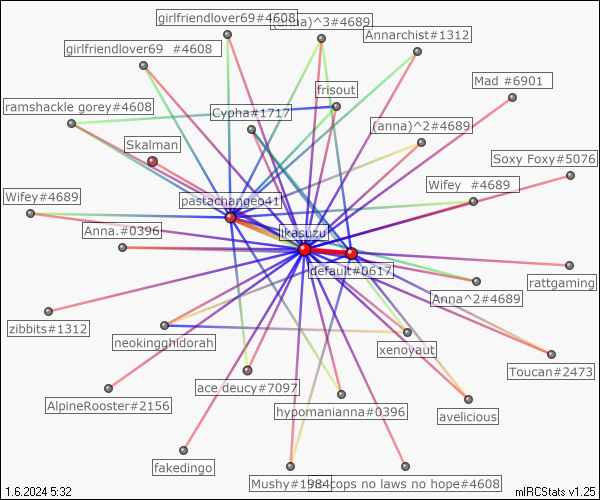 girlfriendlover69#4608
(anna)^3#4689
Annarchist#1312
girlfriendlover69 #4608
Mad #6901
frisout
ramshackle gorey#4608
Cypha#1717
(anna)^2#4689
Skalman
Soxy Foxy#5076
Wifey #4689
Wifey#4689
pastachangeo41
Anna.#0396
jkasuzu
default#0617
rattgaming
Anna^2#4689
zibbits#1312
neokingghidorah
xenoyaut
Toucan#2473
ace deucy#7097
AlpineRooster#2156
hypomanianna#0396
avelicious
fakedingo
Mushy#1984
cops no laws no hope#4608
1.6.2024 5:32
mIRCStats v1.25